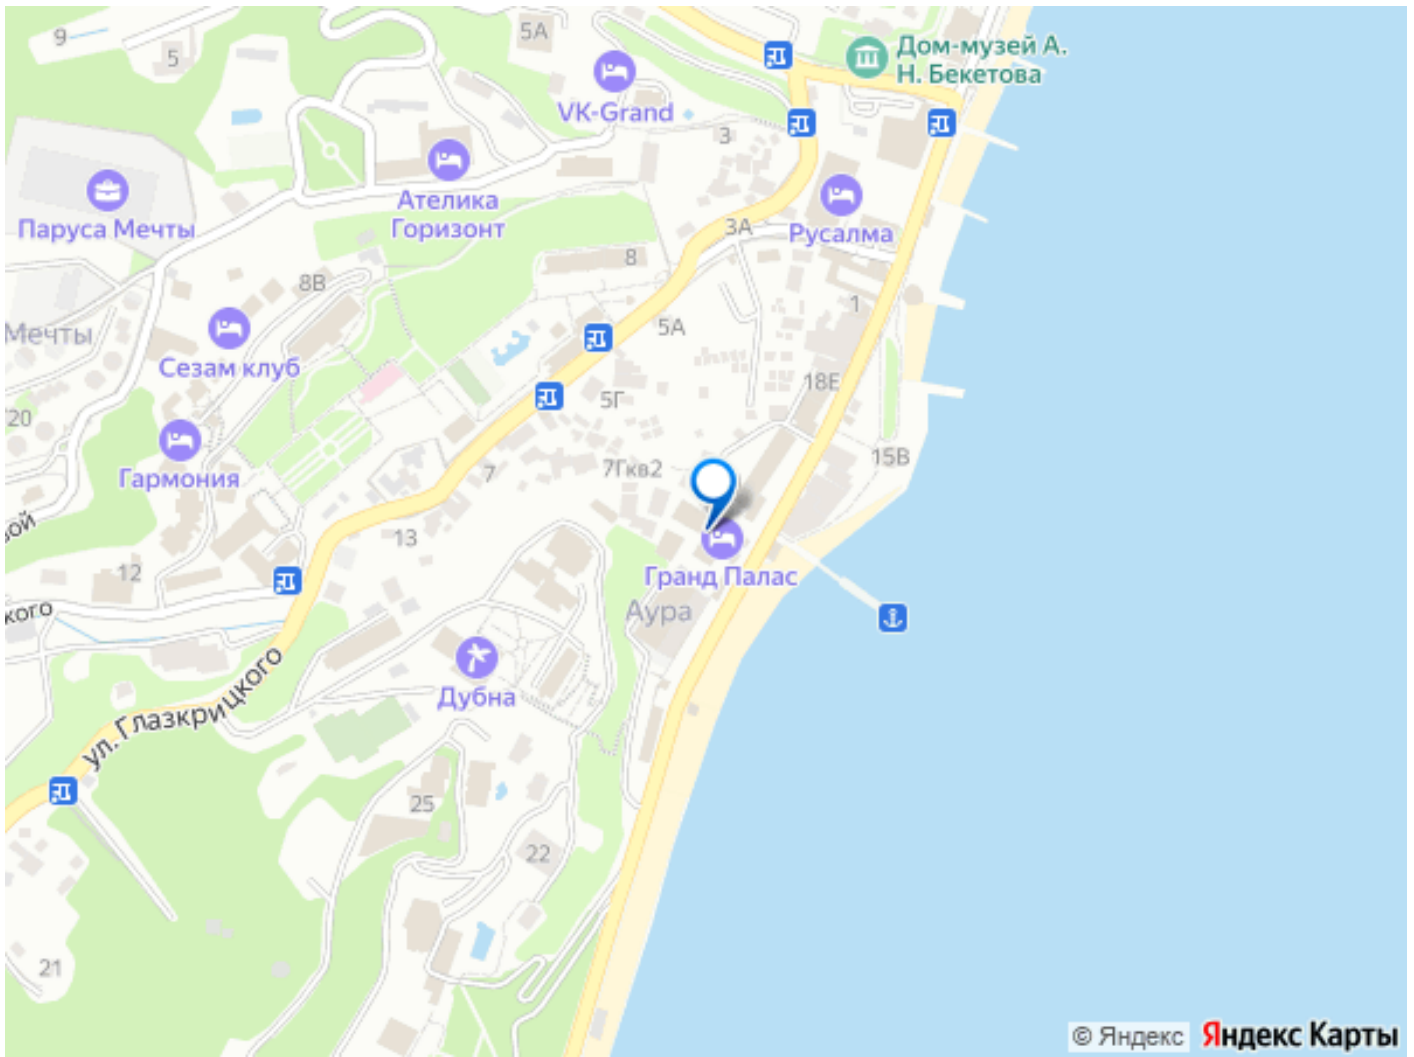 9
5
5А
Дом-музей А.
Н. Бекетова
VK-Grand
3
Ателика
Горизонт
Паруса Мечты
3А
Русалма
8
8В
1
5А
Мечты
Сезам клуб
18Е
5Г
20
Гармония
7
7Гкв2
15В
вой
13
12
Гранд Палас
Аура
кого
Дубна
ул. Глазкрицкого
25
22
21
© Яндекс Яндекс Карты